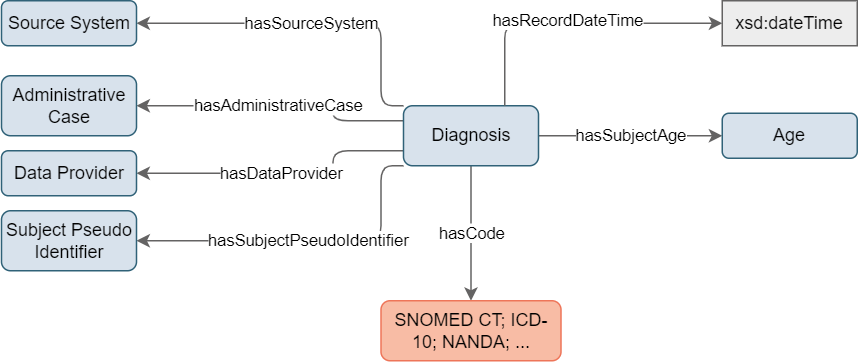 Source System
hasSourceSystem
hasRecordDateTime
xsd:dateTime
Administrative
Case
hasAdministrativeCase
Diagnosis
hasSubjectAge
Age
Data Provider
hasDataProvider
Subject Pseudo
Identifier
hasSubjectPseudoIdentifier
hasCode
SNOMED CT; ICD-
10; NANDA; ...